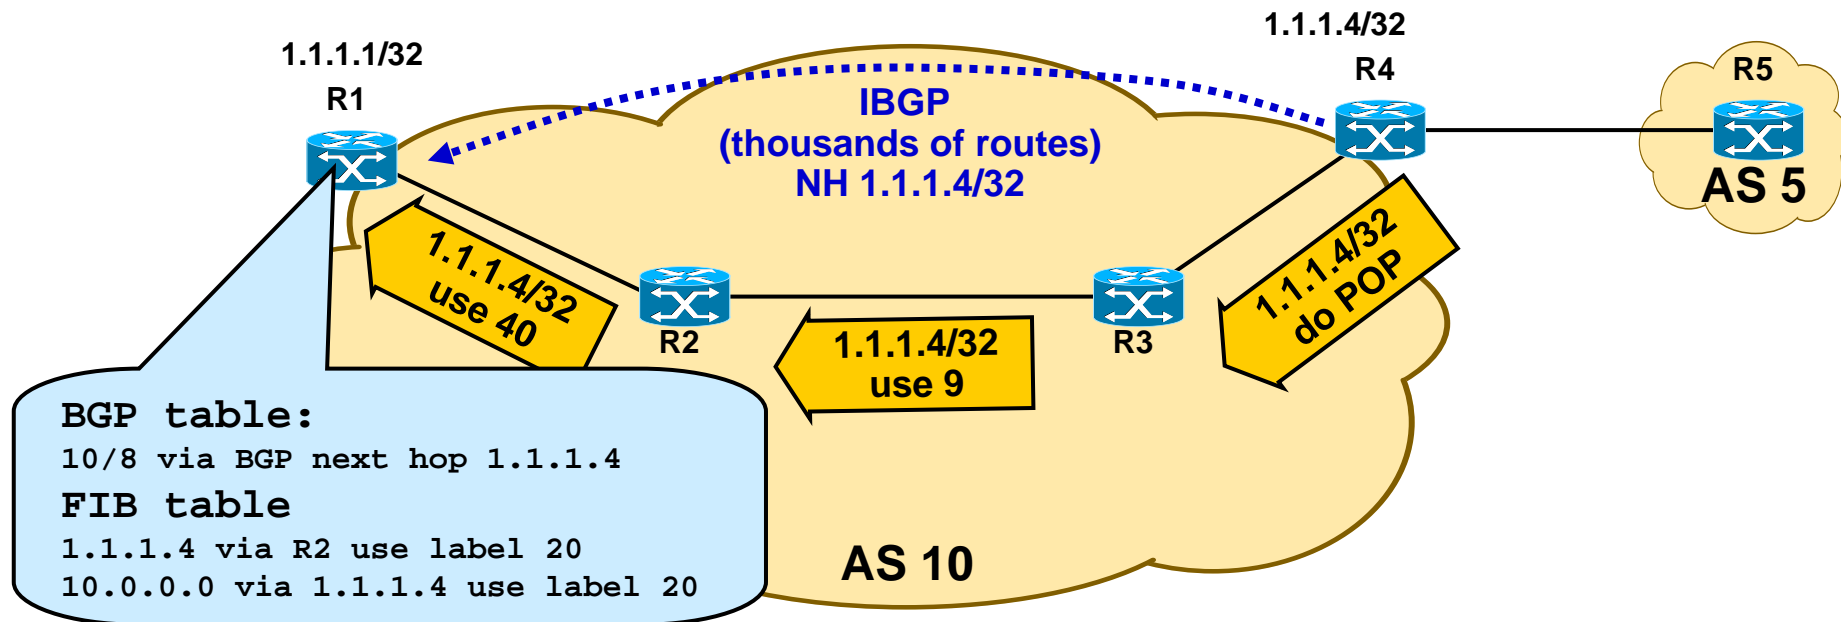 1.1.1.1/32
R1
1.1.1.4/32
R4
R5
AS 5
IBGP
(thousands of routes)
NH 1.1.1.4/32
1.1.1.4/32
use 40
R2
1.1.1.4/32
use 9
R3
1.1.1.4/32
do POP
BGP table:
10/8 via BGP next hop 1.1.1.4
FIB table
1.1.1.4 via R2 use label 20
10.0.0.0 via 1.1.1.4 use label 20
AS 10